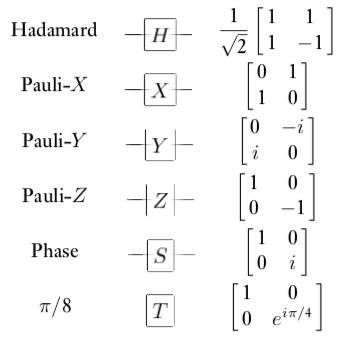 Hadamard H 1/√2 [1 1; 1 −1]
Pauli-X X [0 1; 1 0]
Pauli-Y Y [0 −i; i 0]
Pauli-Z Z [1 0; 0 −1]
Phase S [1 0; 0 i]
π/8 T [1 0; 0 e^{iπ/4}]